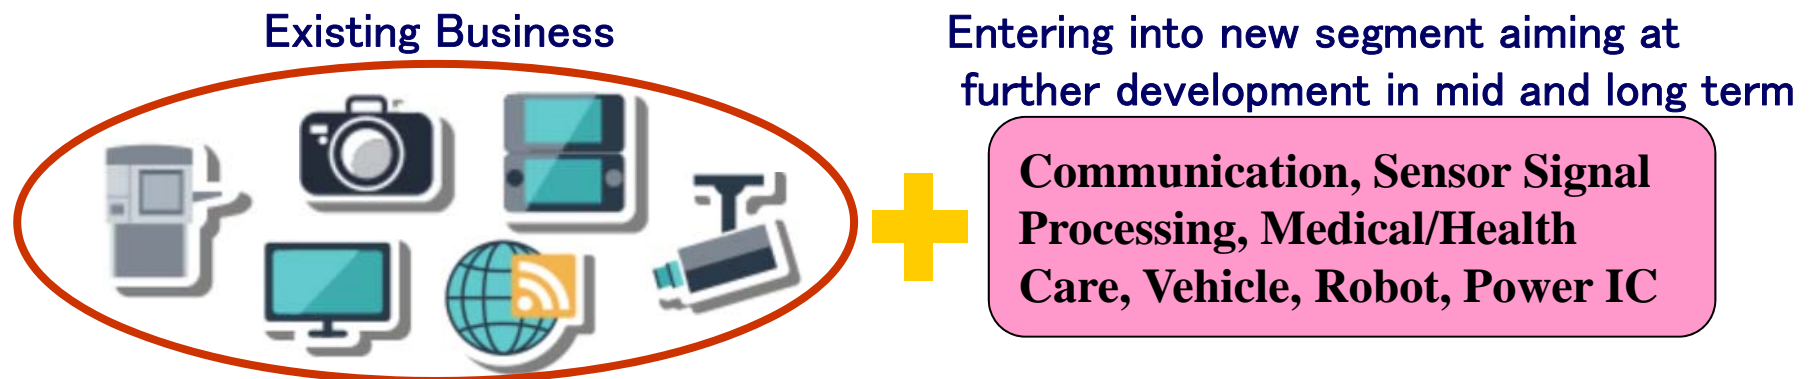 Existing Business
Entering into new segment aiming at
further development in mid and long term
Communication, Sensor Signal
Processing, Medical/Health
Care, Vehicle, Robot, Power IC